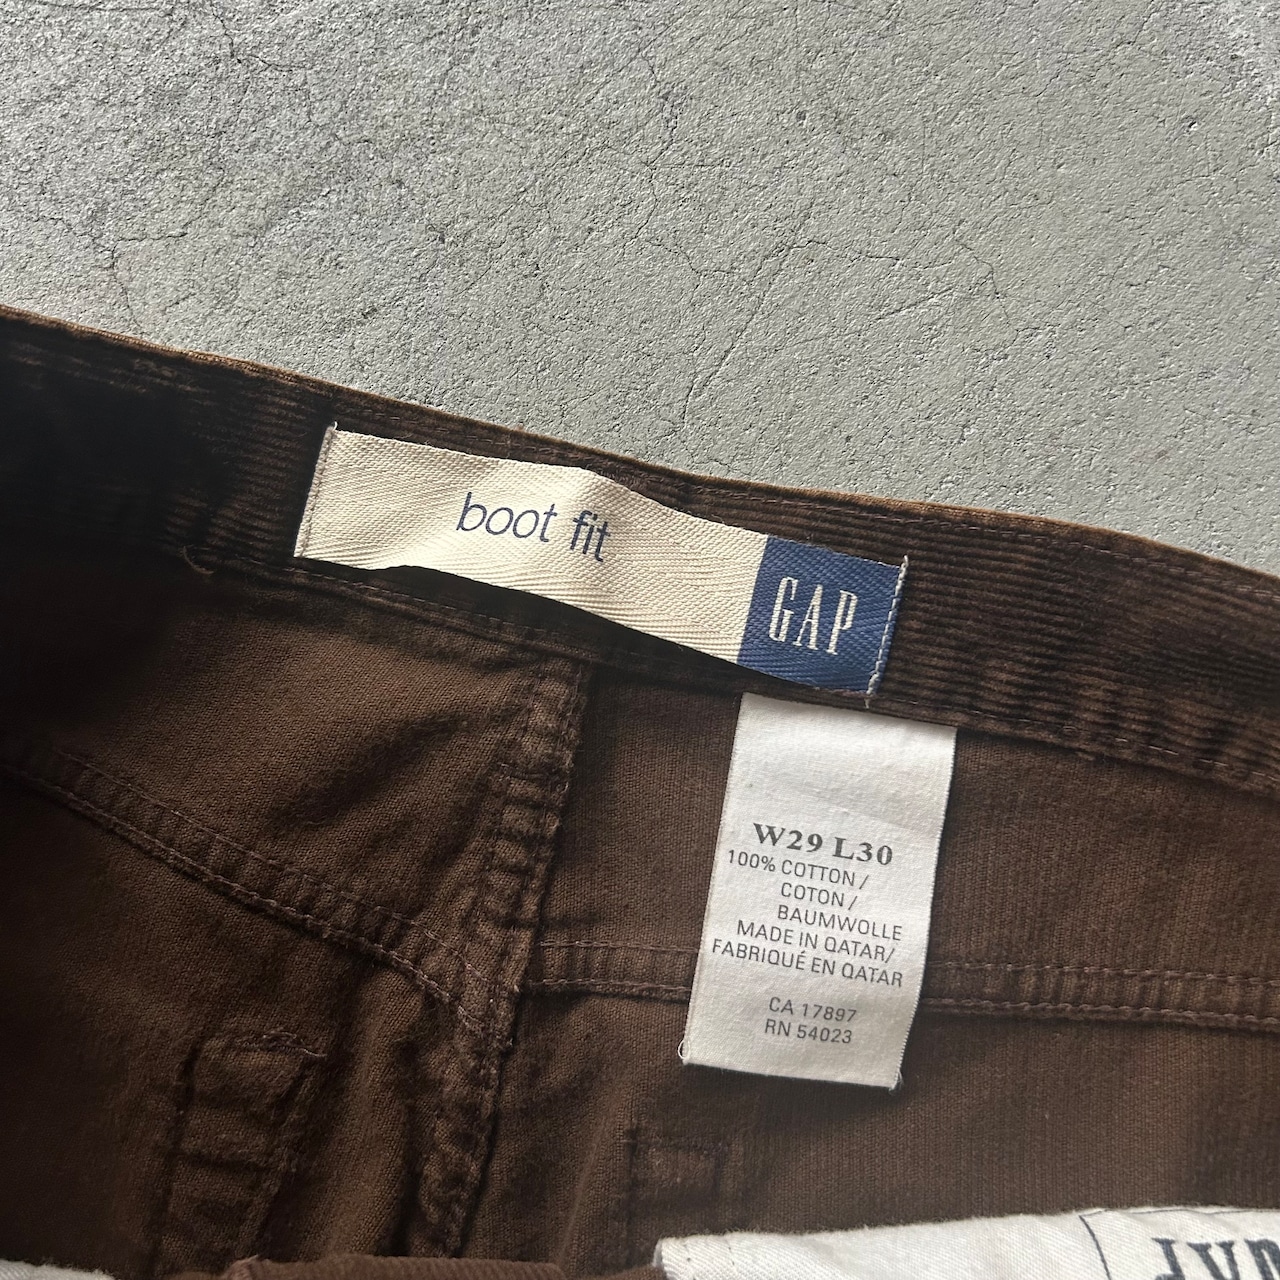 boot fit
GAP
W29 L30
100% COTTON /
COTON /
BAUMWOLLE
MADE IN QATAR/
FABRIQUÉ EN QATAR
CA 17897
RN 54023